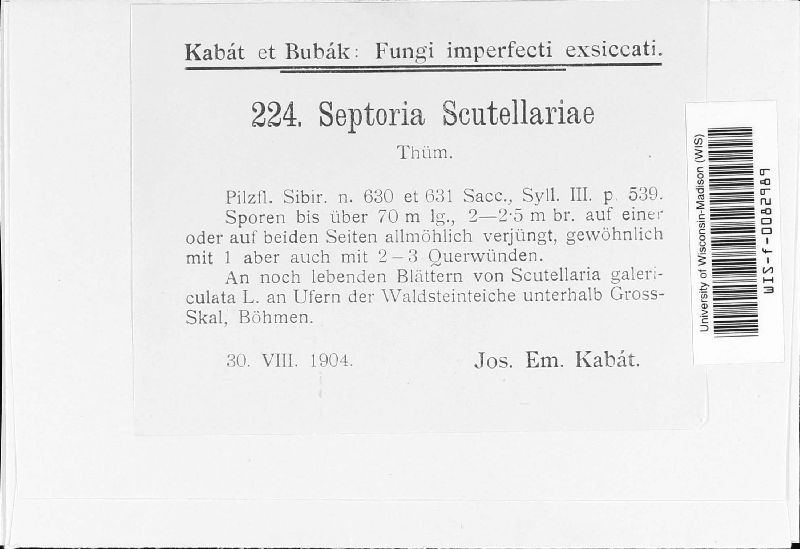 Kabát et Bubák: Fungi imperfecti exsiccati.
224. Septoria Scutellariae
Thüm.
Pilzfl. Sibir. n. 630 et 631 Sacc., Syll. III. p. 539.
Sporen bis über 70 m lg., 2—2·5 m br. auf einer
oder auf beiden Seiten allmöhlich verjüngt, gewöhnlich
mit 1 aber auch mit 2–3 Querwünden.
An noch lebenden Blättern von Scutellaria galeri-
culata L. an Ufern der Waldsteinteiche unterhalb Gross-
Skal, Böhmen.
30. VIII. 1904. Jos. Em. Kabát.
University of Wisconsin-Madison (WIS)
WIS-f-0002989